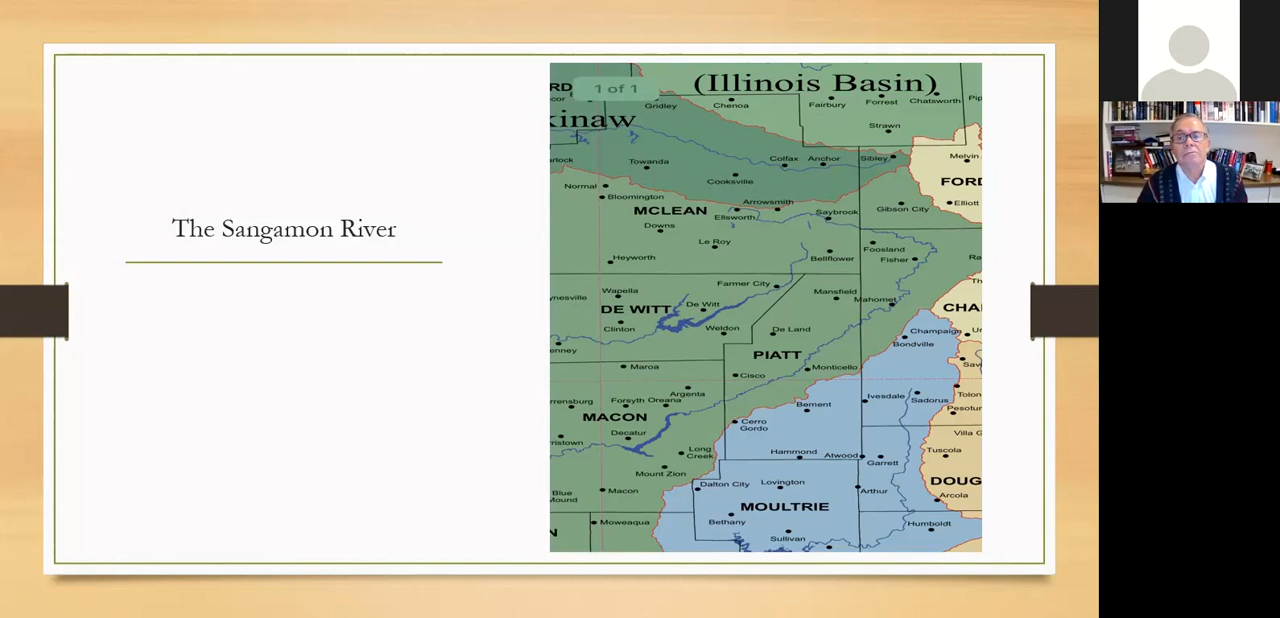 The Sangamon River
(Illinois Basin)
1 of 1
Gridley
Chenoa
Fairbury
Forrest
Chatsworth
Strawn
kinaw
Towanda
Colfax
Anchor
Sibley
Melvin
Cooksville
FORD
Normal
Bloomington
Arrowsmith
MCLEAN
Ellsworth
Saybrook
Gibson City
Elliott
Downs
Le Roy
Foosland
Heyworth
Bellflower
Fisher
Farmer City
Wapella
Mansfield
Mahomet
DE WITT
De Witt
CHA
Clinton
Weldon
De Land
Champaign
Bondville
enney
PIATT
Maroa
Cisco
Monticello
Argenta
Forsyth
Oreana
Bement
Ivesdale
Sadorus
MACON
Decatur
Cerro
Gordo
Long
Creek
Hammond
Atwood
Garrett
Tuscola
Mount Zion
Dalton City
Lovington
Arthur
DOUG
Arcola
Blue
Mound
Macon
MOULTRIE
Bethany
Moweaqua
Sullivan
Humboldt